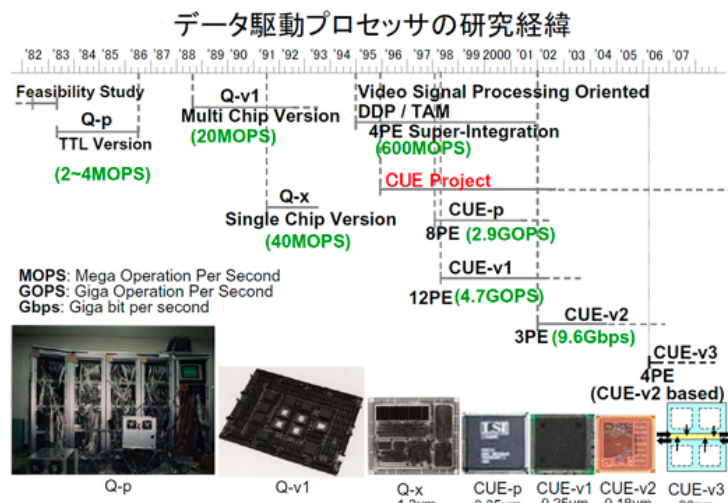 データ駆動プロセッサの研究経緯
'82 '83 '84 '85 '86 '87 '88 '89 '90 '91 '92 '93 '94 '95 '96 '97 '98 '99 2000 '01 '02 '03 '04 '05 '06 '07
Feasibility Study
Q-p
TTL Version
(2~4MOPS)
Q-v1
Multi Chip Version
(20MOPS)
Q-x
Single Chip Version
(40MOPS)
Video Signal Processing Oriented
DDP / TAM
4PE Super-Integration
(600MOPS)
CUE Project
CUE-p
8PE (2.9GOPS)
CUE-v1
12PE (4.7GOPS)
CUE-v2
3PE (9.6Gbps)
CUE-v3
4PE
(CUE-v2 based)
MOPS: Mega Operation Per Second
GOPS: Giga Operation Per Second
Gbps: Giga bit per second
LSI
Q-p
Q-v1
Q-x
CUE-p
CUE-v1
CUE-v2
CUE-v3